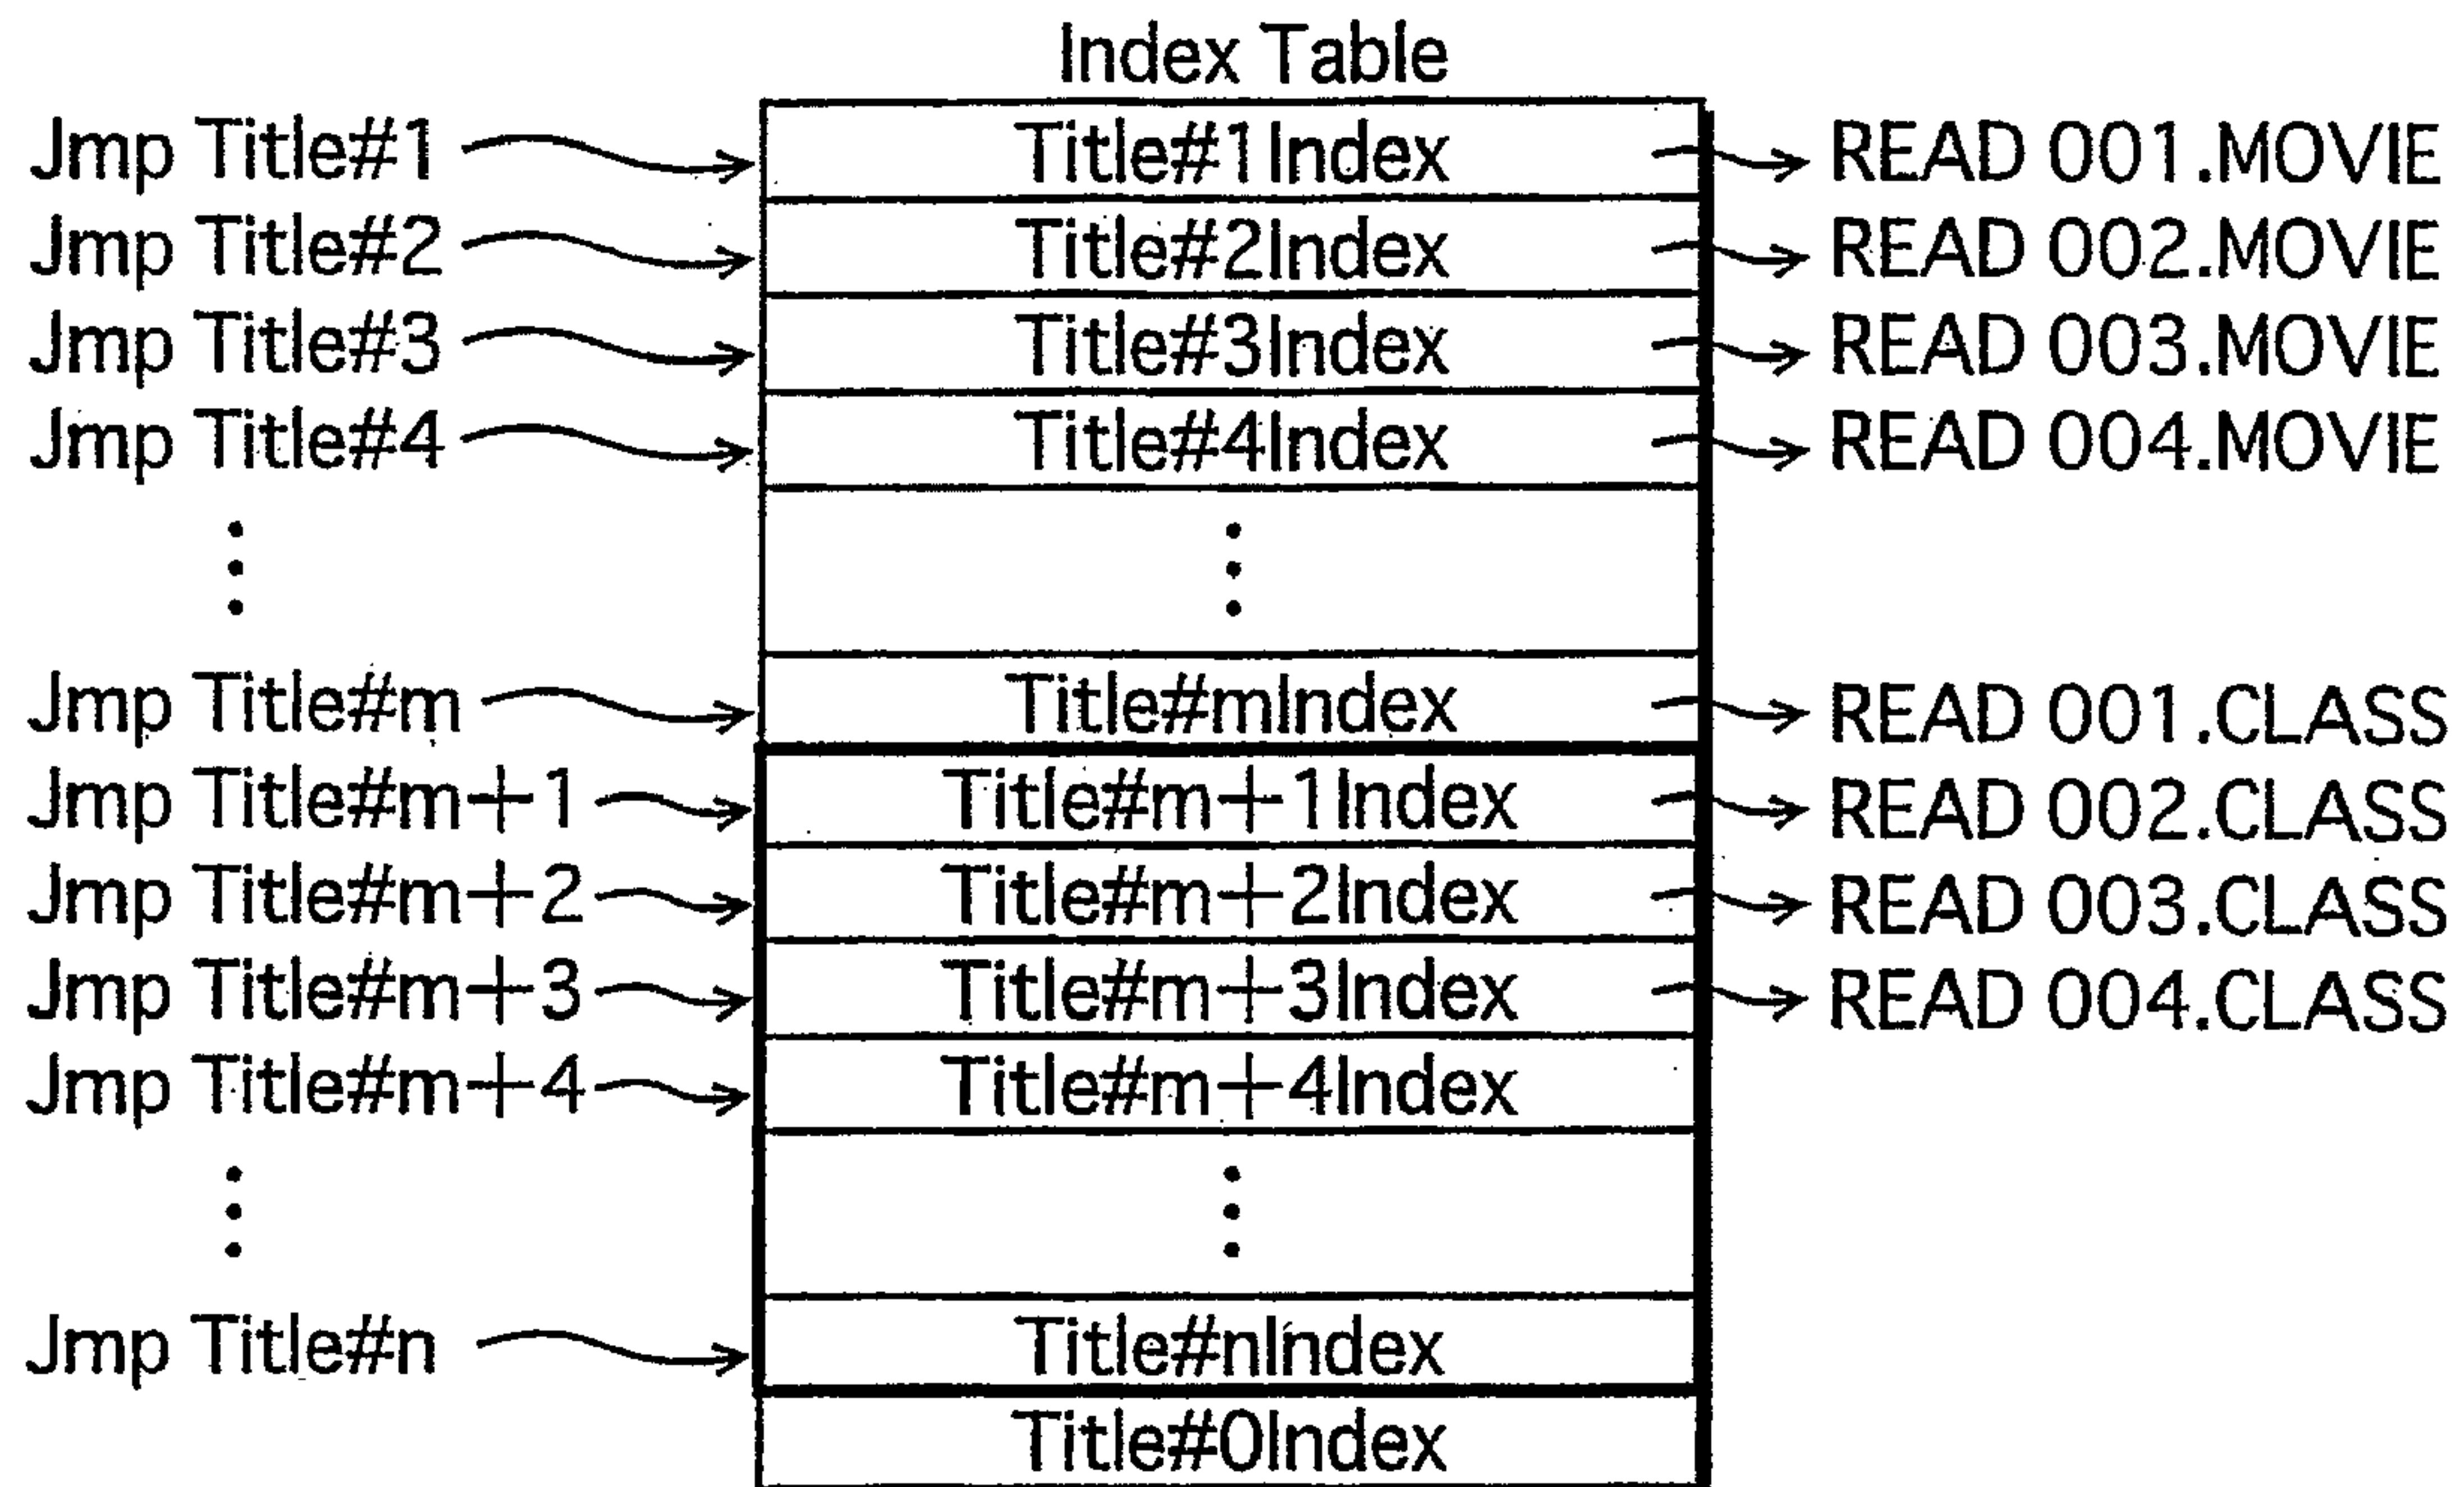 Index Table
Jmp Title#1 Title#1Index READ 001.MOVIE
Jmp Title#2 Title#2Index READ 002.MOVIE
Jmp Title#3 Title#3Index READ 003.MOVIE
Jmp Title#4 Title#4Index READ 004.MOVIE
Jmp Title#m Title#mIndex READ 001.CLASS
Jmp Title#m+1 Title#m+1Index READ 002.CLASS
Jmp Title#m+2 Title#m+2Index READ 003.CLASS
Jmp Title#m+3 Title#m+3Index READ 004.CLASS
Jmp Title#m+4 Title#m+4Index
Jmp Title#n Title#nIndex
Title#0Index